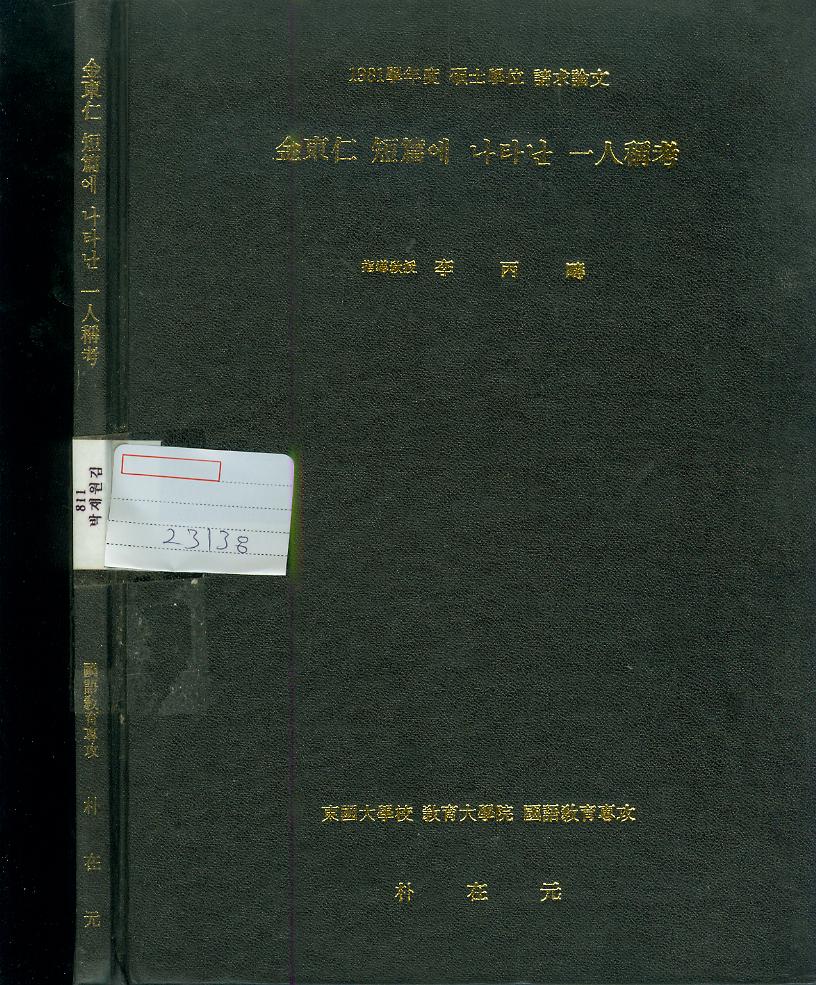 1981學年度 碩士學位 請求論文
金東仁 短篇에 나타난 一人稱考
指導敎授 李 丙 疇
東國大學校 敎育大學院 國語敎育專攻
朴 在 元
金東仁 短篇에 나타난 一人稱考
811
박재원김
23138
國語敎育專攻 朴 在 元